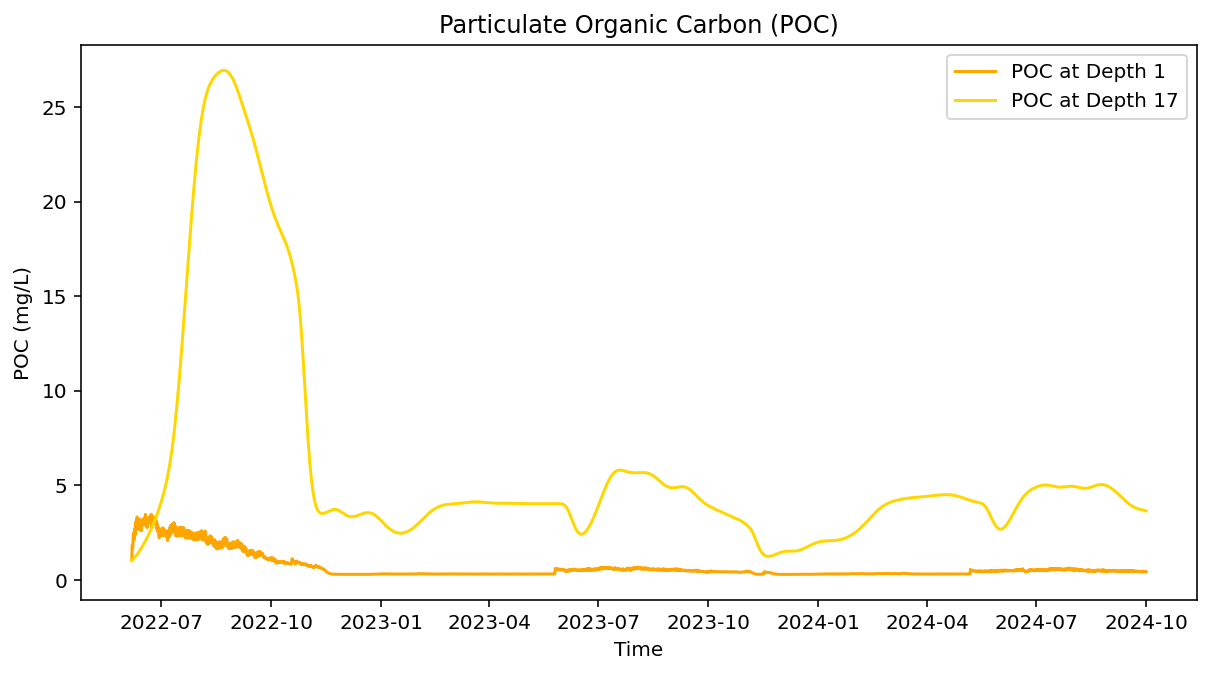 Particulate Organic Carbon (POC)
POC at Depth 1
POC at Depth 17
POC (mg/L)
25
20
15
10
5
0
2022-07 2022-10 2023-01 2023-04 2023-07 2023-10 2024-01 2024-04 2024-07 2024-10
Time